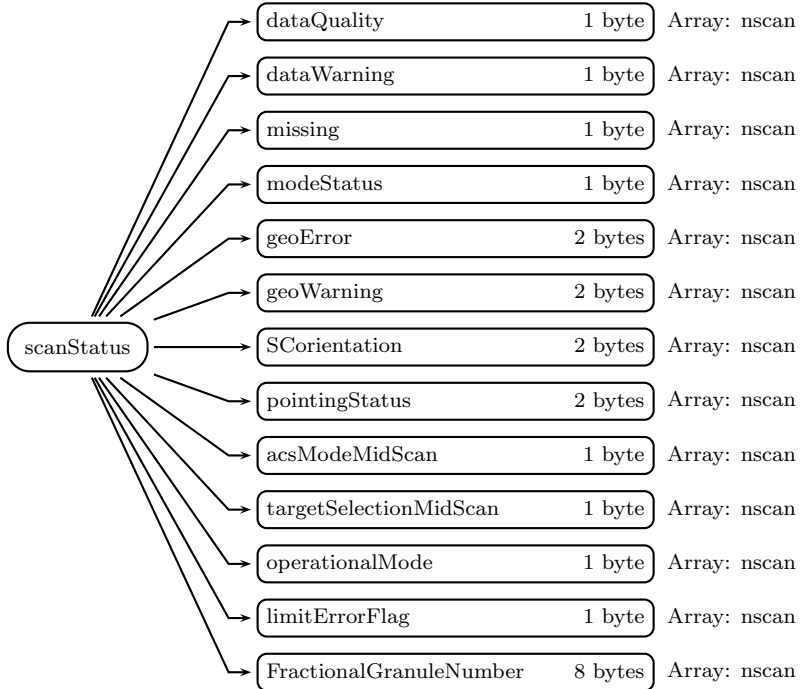 dataQuality 1 byte Array: nscan
dataWarning 1 byte Array: nscan
missing 1 byte Array: nscan
modeStatus 1 byte Array: nscan
geoError 2 bytes Array: nscan
geoWarning 2 bytes Array: nscan
scanStatus
SCorientation 2 bytes Array: nscan
pointingStatus 2 bytes Array: nscan
acsModeMidScan 1 byte Array: nscan
targetSelectionMidScan 1 byte Array: nscan
operationalMode 1 byte Array: nscan
limitErrorFlag 1 byte Array: nscan
FractionalGranuleNumber 8 bytes Array: nscan